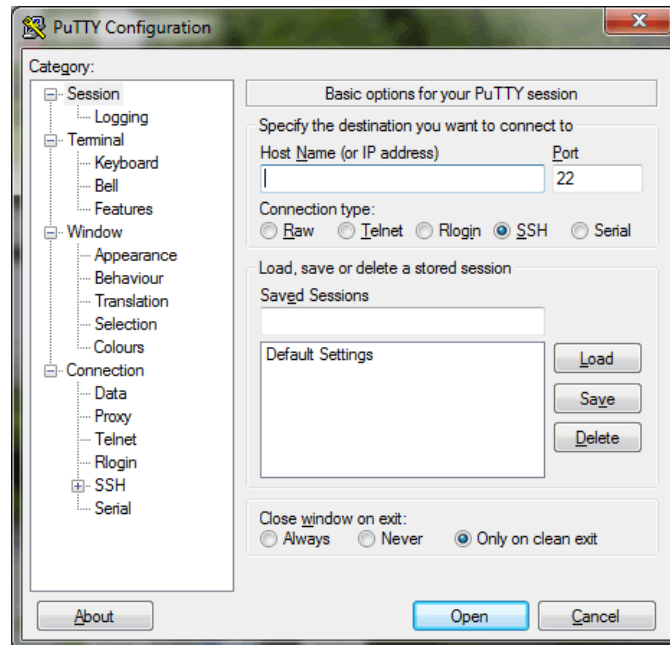 PuTTY Configuration
Category:
Session
Logging
Terminal
Keyboard
Bell
Features
Window
Appearance
Behaviour
Translation
Selection
Colours
Connection
Data
Proxy
Telnet
Rlogin
SSH
Serial
Basic options for your PuTTY session
Specify the destination you want to connect to
Host Name (or IP address) Port
22
Connection type:
Raw Telnet Rlogin SSH Serial
Load, save or delete a stored session
Saved Sessions
Default Settings
Load
Save
Delete
Close window on exit:
Always Never Only on clean exit
About Open Cancel